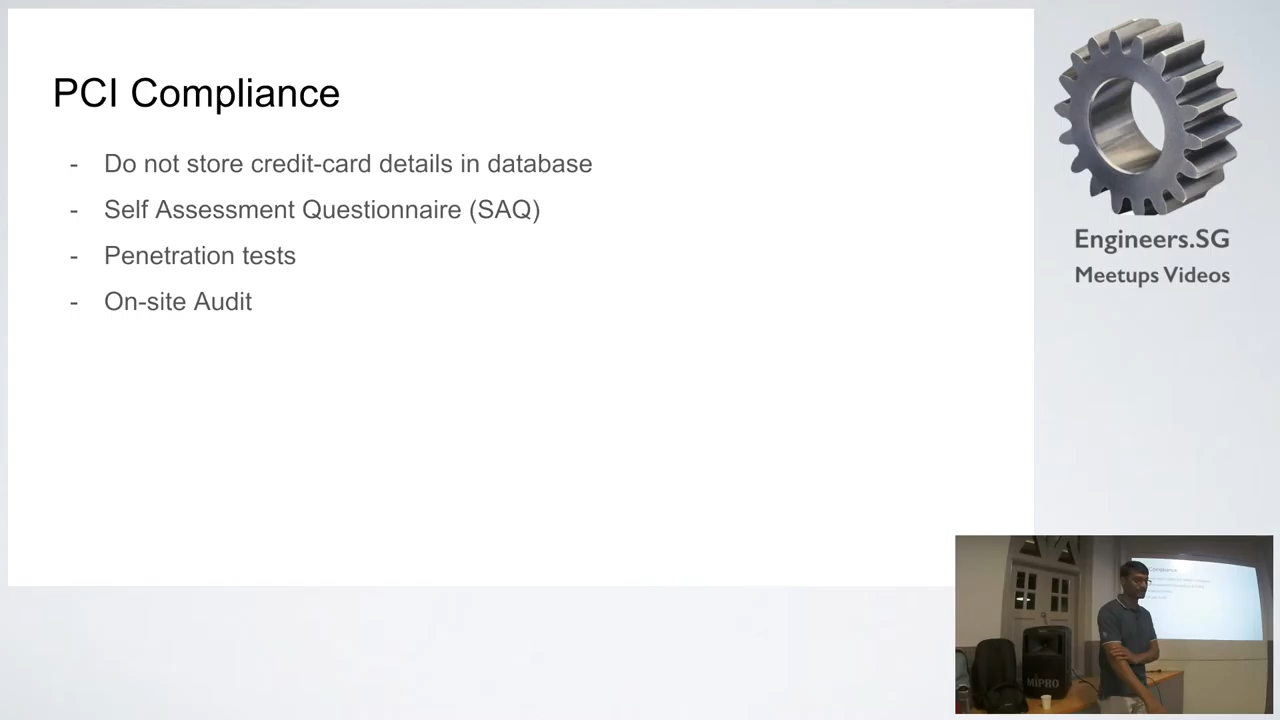 PCI Compliance
- Do not store credit-card details in database
- Self Assessment Questionnaire (SAQ)
- Penetration tests
- On-site Audit
Engineers.SG
Meetups Videos
Compliance
MIPRO